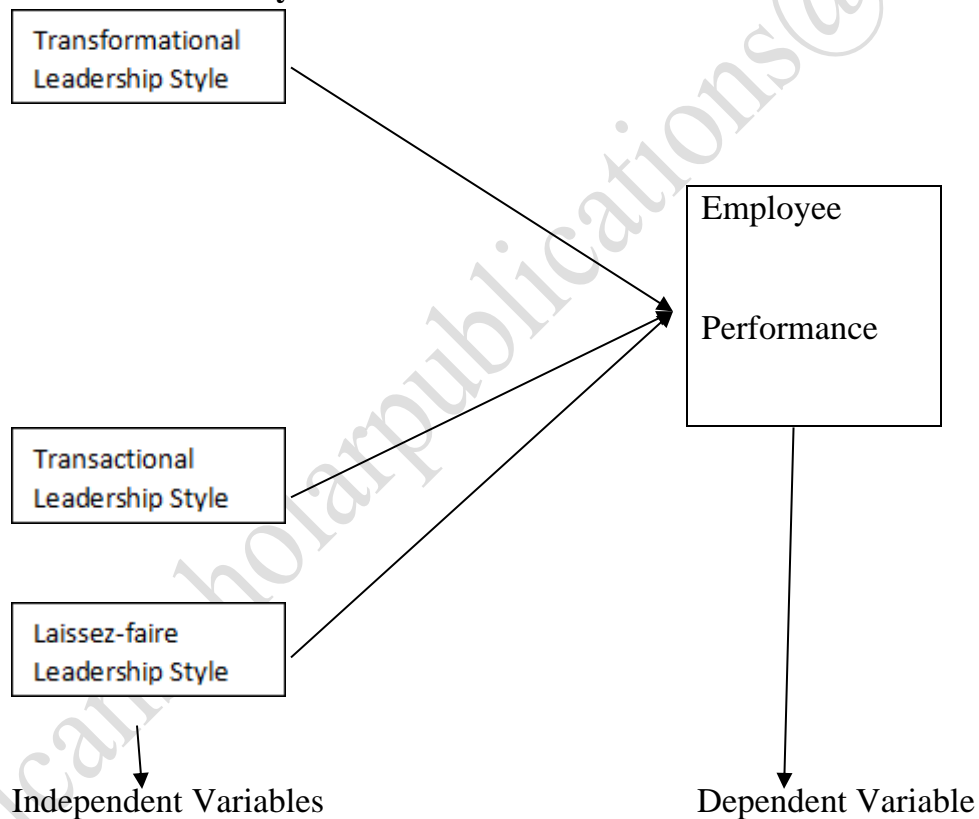 Transformational
Leadership Style
Employee
Performance
Transactional
Leadership Style
Laissez-faire
Leadership Style
Independent Variables
Dependent Variable